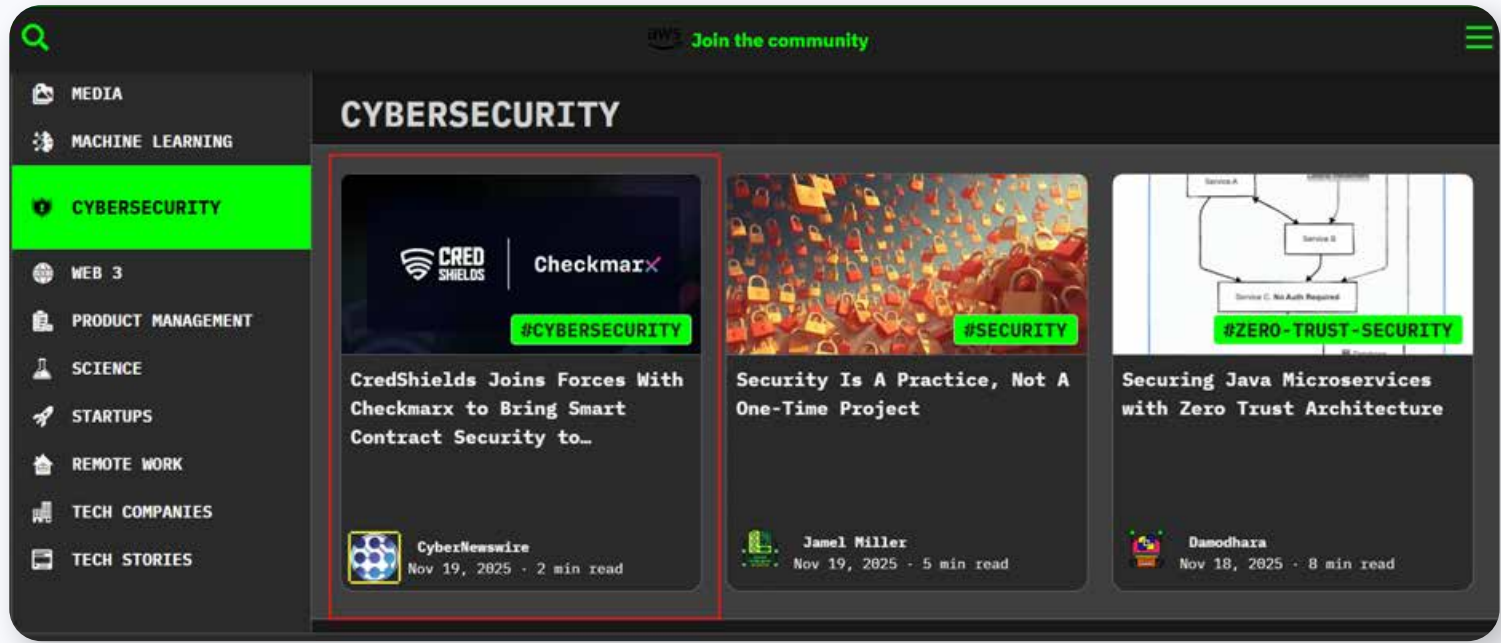 aws Join the community
MEDIA
MACHINE LEARNING
CYBERSECURITY
WEB 3
PRODUCT MANAGEMENT
SCIENCE
STARTUPS
REMOTE WORK
TECH COMPANIES
TECH STORIES
CYBERSECURITY
CRED
SHIELDS
Checkmarx
#CYBERSECURITY
CredShields Joins Forces With
Checkmarx to Bring Smart
Contract Security to…
CyberNewswire
Nov 19, 2025 · 2 min read
#SECURITY
Security Is A Practice, Not A
One-Time Project
Jamel Miller
Nov 19, 2025 · 5 min read
Service A
Service B
Service C. No Auth Required
#ZERO-TRUST-SECURITY
Securing Java Microservices
with Zero Trust Architecture
Damodhara
Nov 18, 2025 · 8 min read